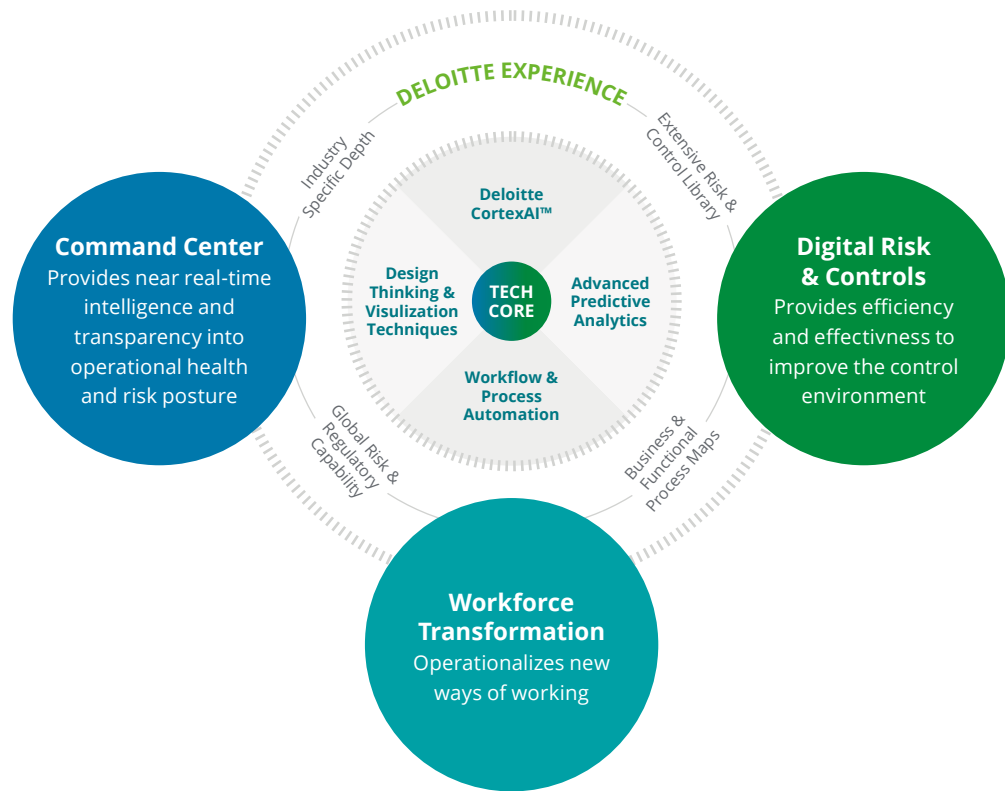 DELOITTE EXPERIENCE
Industry
Specific Depth
Extensive Risk &
Control Library
Deloitte
CortexAI™
Command Center
Provides near real-time
intelligence and
transparency into
operational health
and risk posture
Design
Thinking &
Visulization
Techniques
TECH
CORE
Advanced
Predictive
Analytics
Digital Risk
& Controls
Provides efficiency
and effectivness to
improve the control
environment
Workflow &
Process
Automation
Global Risk &
Regulatory
Capability
Business &
Functional
Process Maps
Workforce
Transformation
Operationalizes new
ways of working